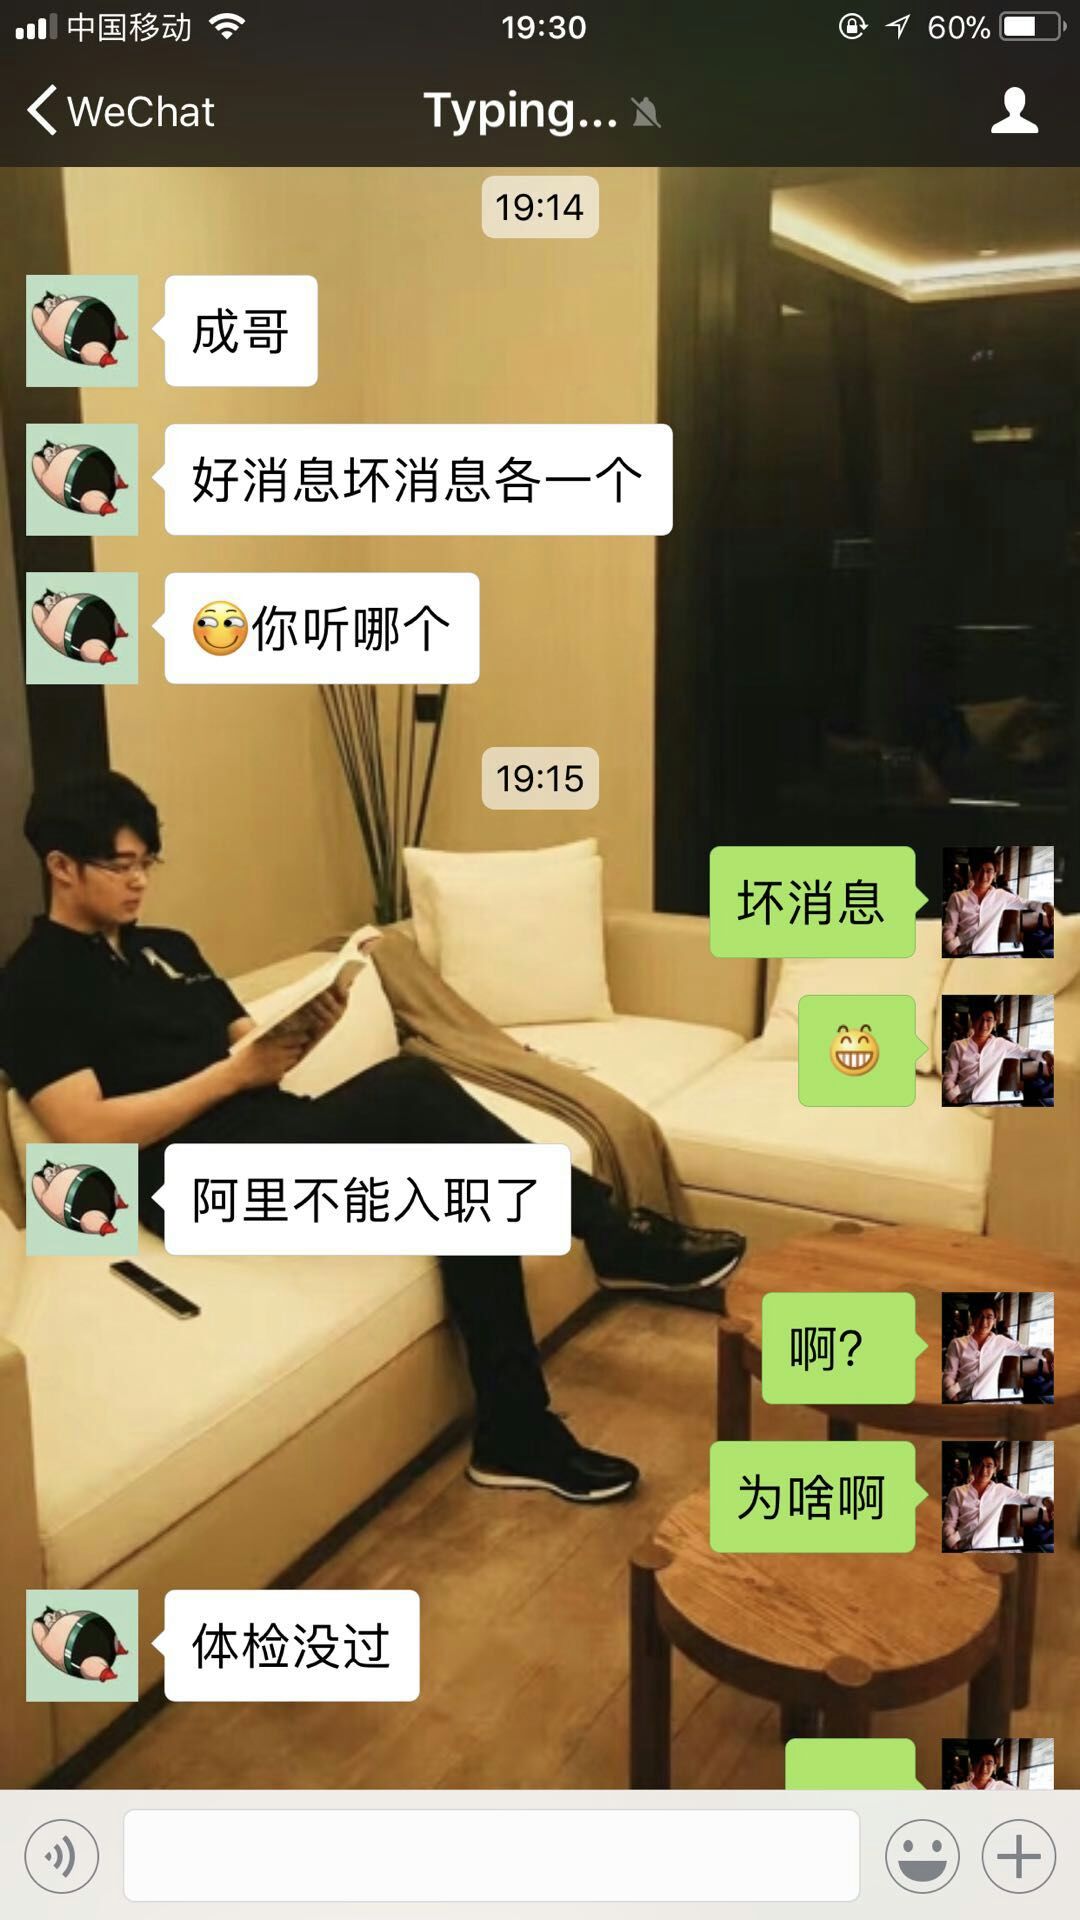 中国移动 19:30 60%
WeChat Typing...
19:14
成哥
好消息坏消息各一个
你听哪个
19:15
坏消息
阿里不能入职了
啊?
为啥啊
体检没过